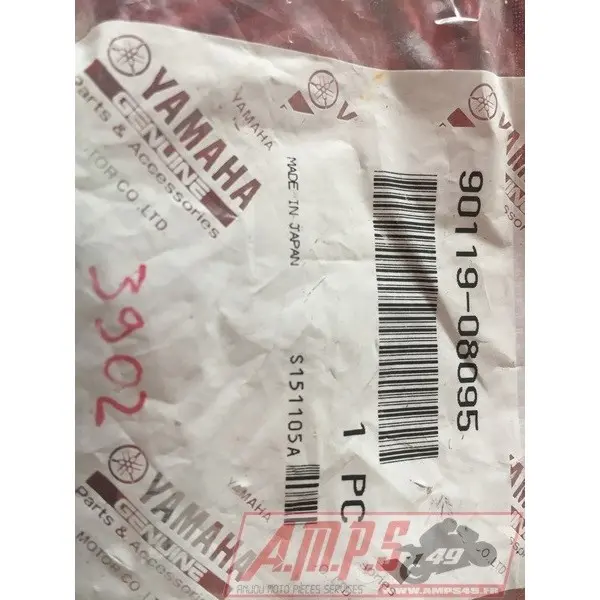 90119-08095
1 PC
MADE IN JAPAN
S151105A
YAMAHA
YAMAHA
GENUINE
Parts & Accessories
MOTOR CO.,LTD
3902
YAMAHA
YAMAHA
GENUINE
Parts & Accessories
MOTOR CO.,LTD
A.M.P.S
49
ANJOU MOTO PIECES SERVICES
WWW.AMPS49.FR